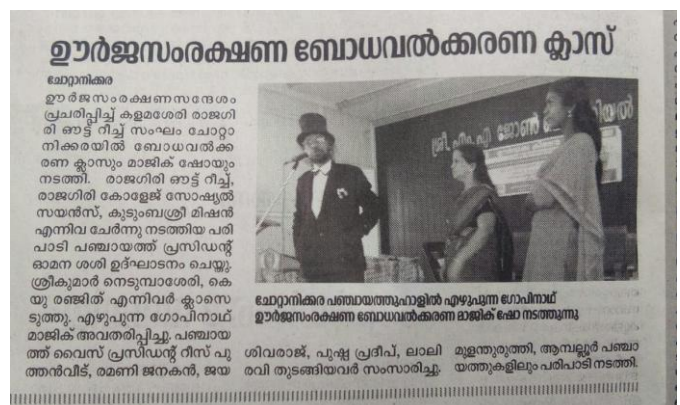 ഊർജസംരക്ഷണ ബോധവൽക്കരണ ക്ലാസ്
ചോറ്റാനിക്കര
ഊർജസംരക്ഷണസന്ദേശം
പ്രചരിപ്പിച്ച് കളമശേരി രാജഗി
രി ഔട്ട് റീച്ച് സംഘം ചോറ്റാ
നിക്കരയിൽ ബോധവൽക്ക
രണ ക്ലാസും മാജിക് ഷോയും
നടത്തി. രാജഗിരി ഔട്ട് റീച്ച്,
രാജഗിരി കോളേജ് സോഷ്യൽ
സയൻസ്, കുടുംബശ്രീ മിഷൻ
എന്നിവ ചേർന്നു നടത്തിയ പരി
പാടി പഞ്ചായത്ത് പ്രസിഡന്റ്
ഓമന ശശി ഉദ്ഘാടനം ചെയ്തു.
ശ്രീകുമാർ നെടുമ്പാശേരി, കെ
യു രഞ്ജിത് എന്നിവർ ക്ലാസെ
ടുത്തു. എഴുപുന്ന ഗോപിനാഥ്
മാജിക് അവതരിപ്പിച്ചു. പഞ്ചായ
ത്ത് വൈസ് പ്രസിഡന്റ് റീസ് പു
ത്തൻവീട്, രമണി ജനകൻ, ജയ
ശിവരാജ്, പുഷ്പ പ്രദീപ്, ലാലി
രവി തുടങ്ങിയവർ സംസാരിച്ചു.
മുളന്തുരുത്തി, ആമ്പല്ലൂർ പഞ്ചാ
യത്തുകളിലും പരിപാടി നടത്തി.
ശ്രീ. എം.എ ജോൺ
ചോറ്റാനിക്കര പഞ്ചായത്തുഹാളിൽ എഴുപുന്ന ഗോപിനാഥ്
ഊർജസംരക്ഷണ ബോധവൽക്കരണ മാജിക് ഷോ നടത്തുന്നു